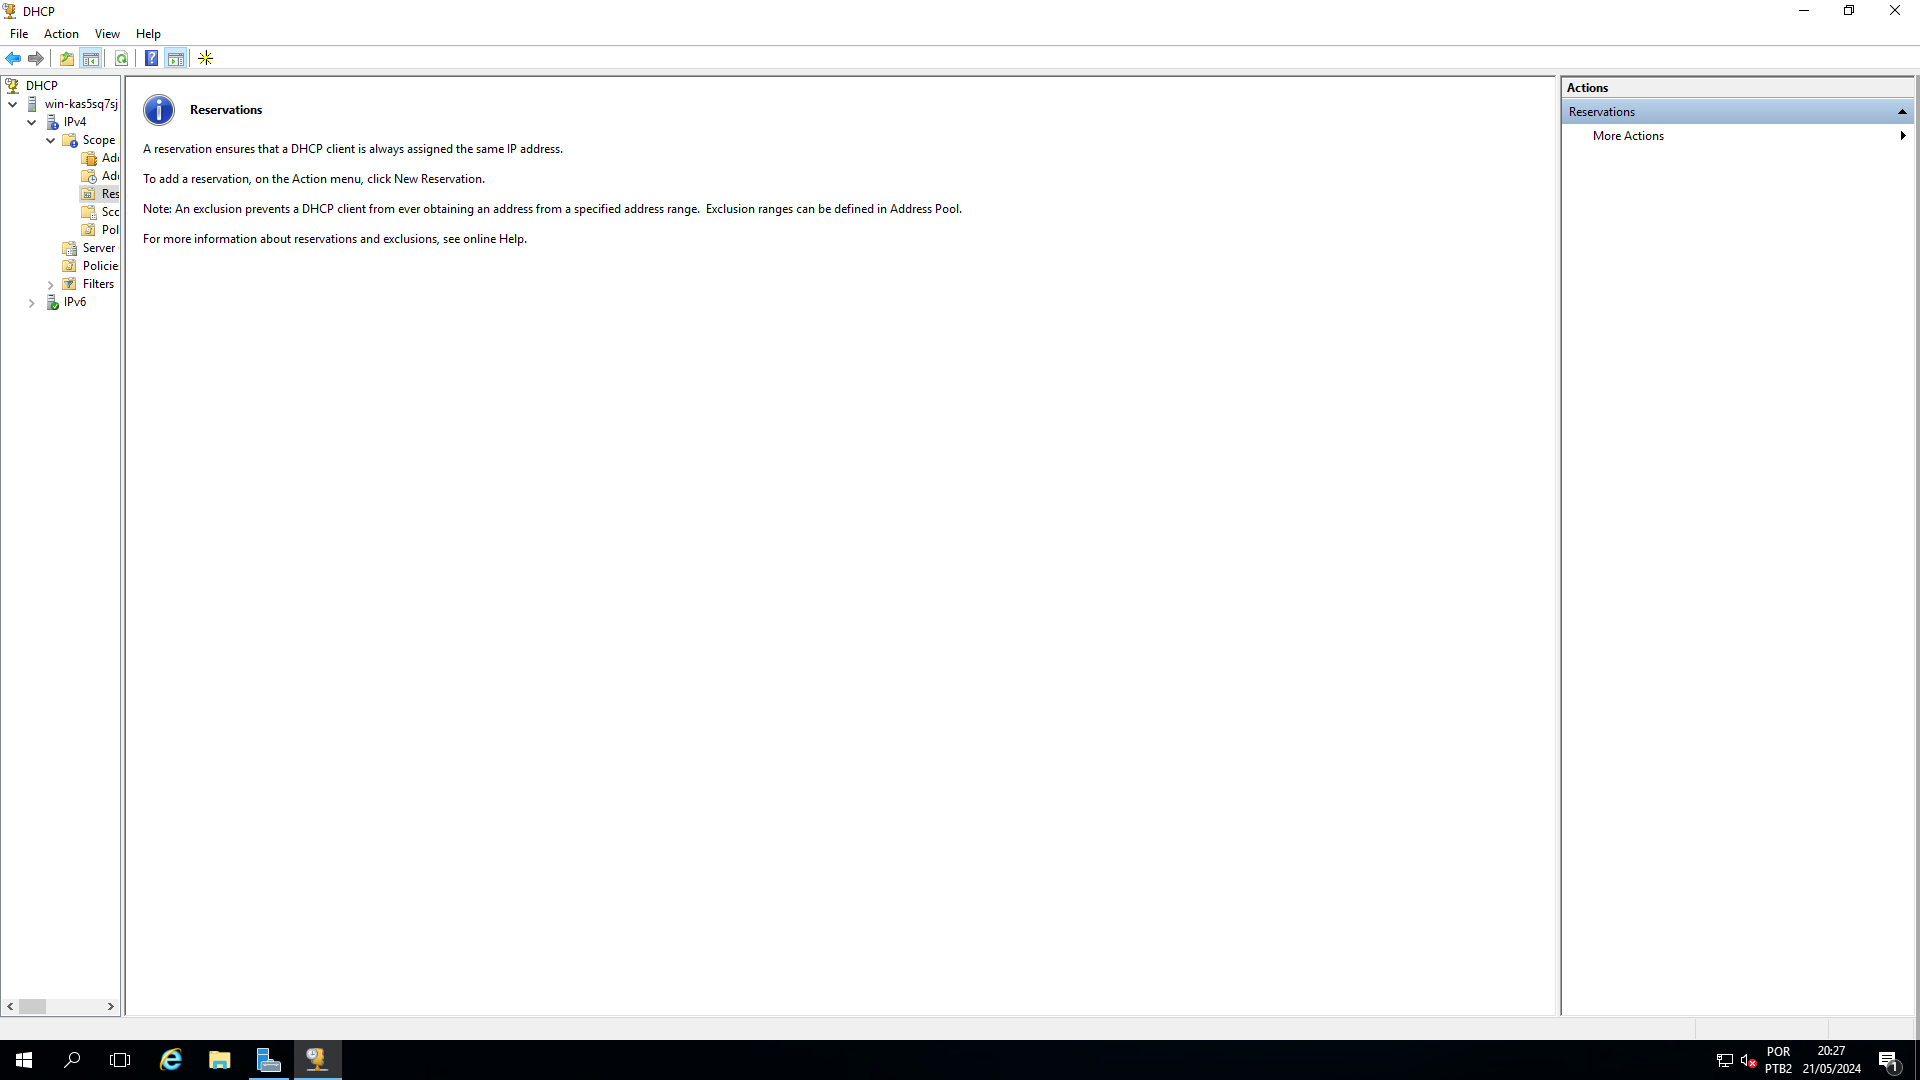 DHCP
File Action View Help
DHCP
win-kas5sq7sj
IPv4
Scope
Add
Add
Res
Sco
Pol
Server
Policie
Filters
IPv6
Reservations
A reservation ensures that a DHCP client is always assigned the same IP address.
To add a reservation, on the Action menu, click New Reservation.
Note: An exclusion prevents a DHCP client from ever obtaining an address from a specified address range. Exclusion ranges can be defined in Address Pool.
For more information about reservations and exclusions, see online Help.
Actions
Reservations
More Actions
POR
PTB2
20:27
21/05/2024
1